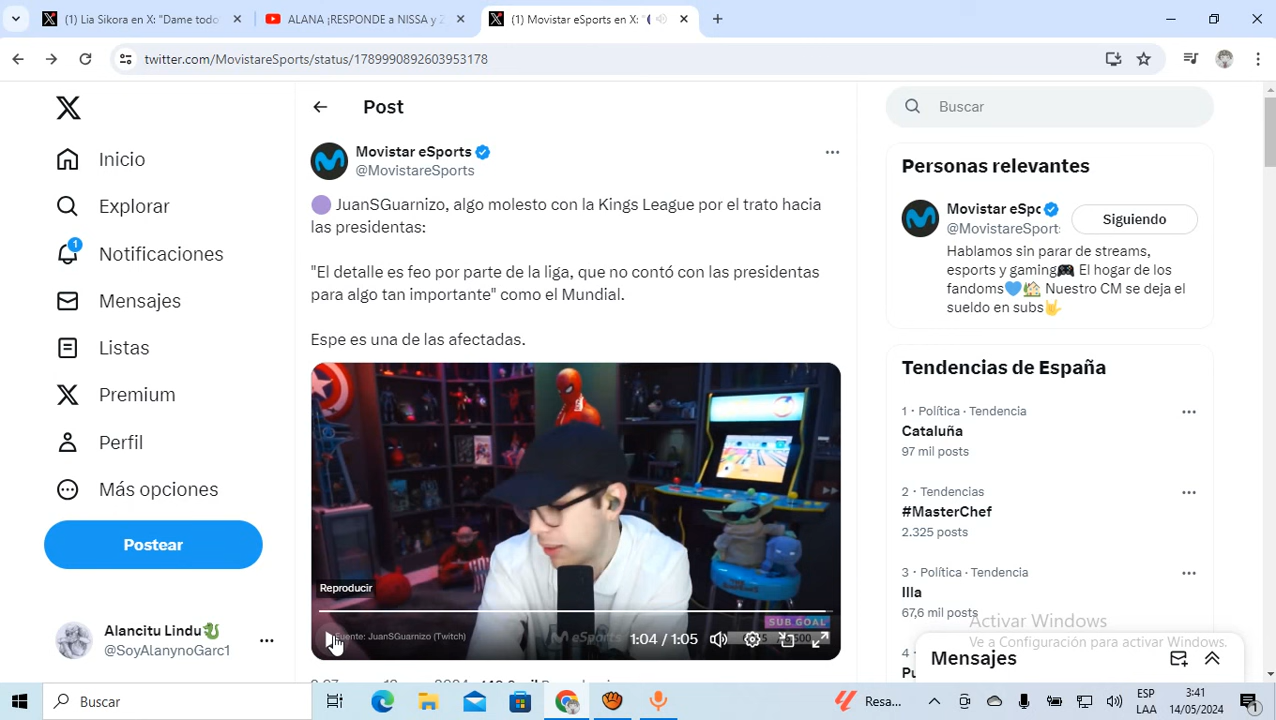 (1) Lia Sikora en X: "Dame todo
ALANA ¡RESPONDE a NISSA y Z
(1) Movistar eSports en X: "
twitter.com/MovistareSports/status/1789990892603953178
Inicio
Explorar
1
Notificaciones
Mensajes
Listas
Premium
Perfil
Más opciones
Postear
Alancitu Lindu
@SoyAlanynoGarc1
Post
Movistar eSports
@MovistareSports
JuanSGuarnizo, algo molesto con la Kings League por el trato hacia
las presidentas:
"El detalle es feo por parte de la liga, que no contó con las presidentas
para algo tan importante" como el Mundial.
Espe es una de las afectadas.
Reproducir
SUB GOAL
Fuente: JuanSGuarnizo (Twitch)
eSports
1:04 / 1:05
Buscar
Personas relevantes
Movistar eSpo
@MovistareSport
Siguiendo
Hablamos sin parar de streams,
esports y gaming El hogar de los
fandoms Nuestro CM se deja el
sueldo en subs
Tendencias de España
1 · Política · Tendencia
Cataluña
97 mil posts
2 · Tendencias
#MasterChef
2.325 posts
3 · Política · Tendencia
Illa
67,6 mil posts
4
Activar Windows
Ve a Configuración para activar Windows.
Mensajes
Buscar
Resa...
ESP
LAA
3:41
14/05/2024
1